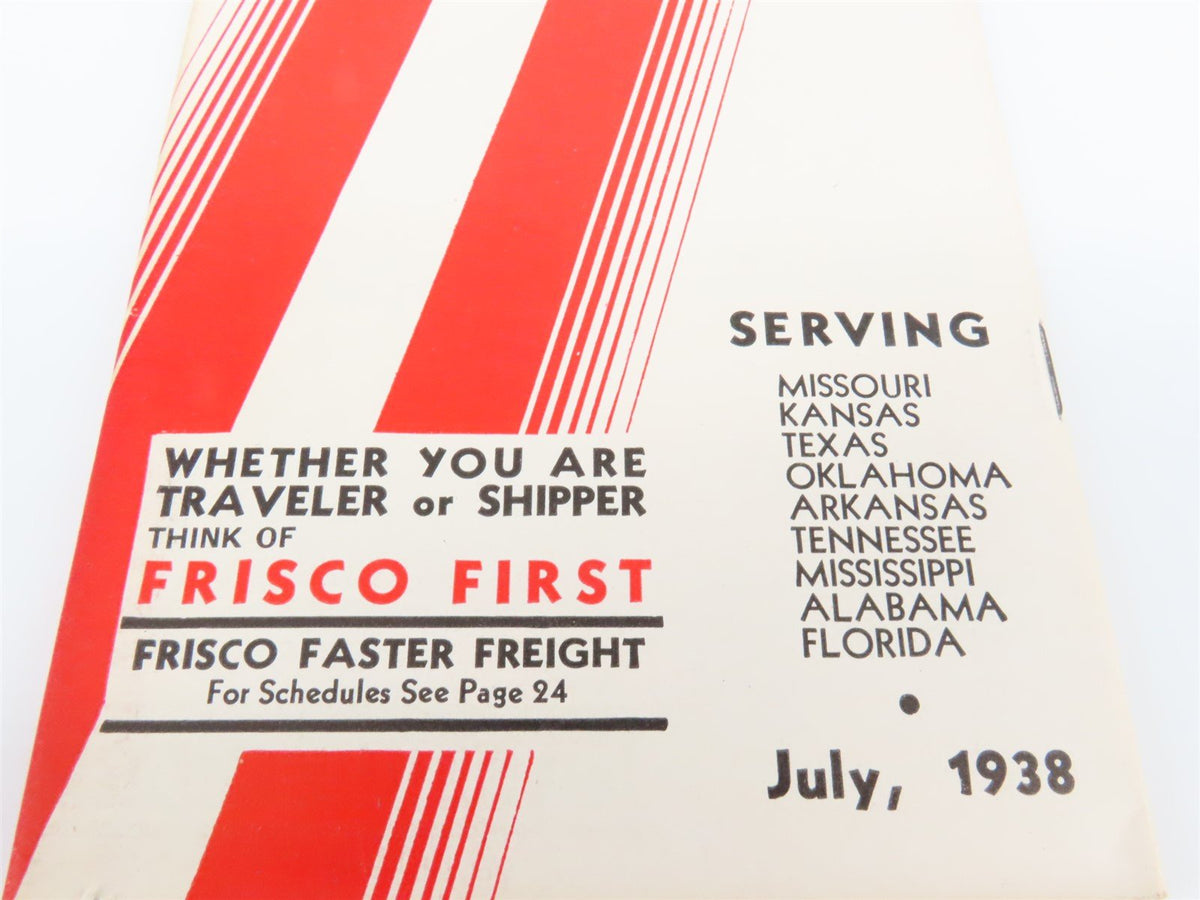 WHETHER YOU ARE
TRAVELER or SHIPPER
THINK OF
FRISCO FIRST
FRISCO FASTER FREIGHT
For Schedules See Page 24
SERVING
MISSOURI
KANSAS
TEXAS
OKLAHOMA
ARKANSAS
TENNESSEE
MISSISSIPPI
ALABAMA
FLORIDA
July, 1938